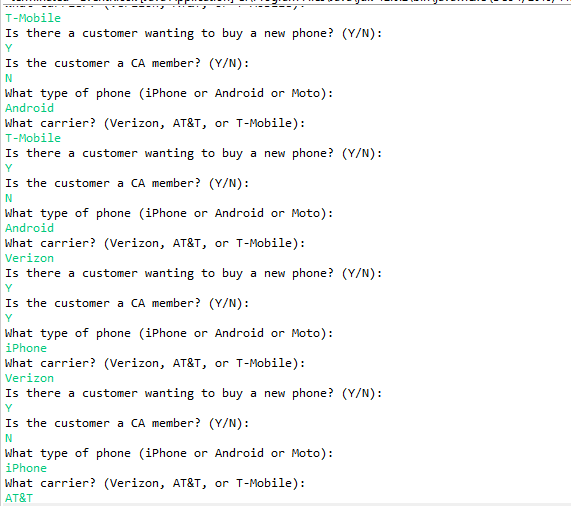 T-Mobile
Is there a customer wanting to buy a new phone? (Y/N):
Y
Is the customer a CA member? (Y/N):
N
What type of phone (iPhone or Android or Moto):
Android
What carrier? (Verizon, AT&T, or T-Mobile):
T-Mobile
Is there a customer wanting to buy a new phone? (Y/N):
Y
Is the customer a CA member? (Y/N):
N
What type of phone (iPhone or Android or Moto):
Android
What carrier? (Verizon, AT&T, or T-Mobile):
Verizon
Is there a customer wanting to buy a new phone? (Y/N):
Y
Is the customer a CA member? (Y/N):
Y
What type of phone (iPhone or Android or Moto):
iPhone
What carrier? (Verizon, AT&T, or T-Mobile):
Verizon
Is there a customer wanting to buy a new phone? (Y/N):
Y
Is the customer a CA member? (Y/N):
N
What type of phone (iPhone or Android or Moto):
iPhone
What carrier? (Verizon, AT&T, or T-Mobile):
AT&T